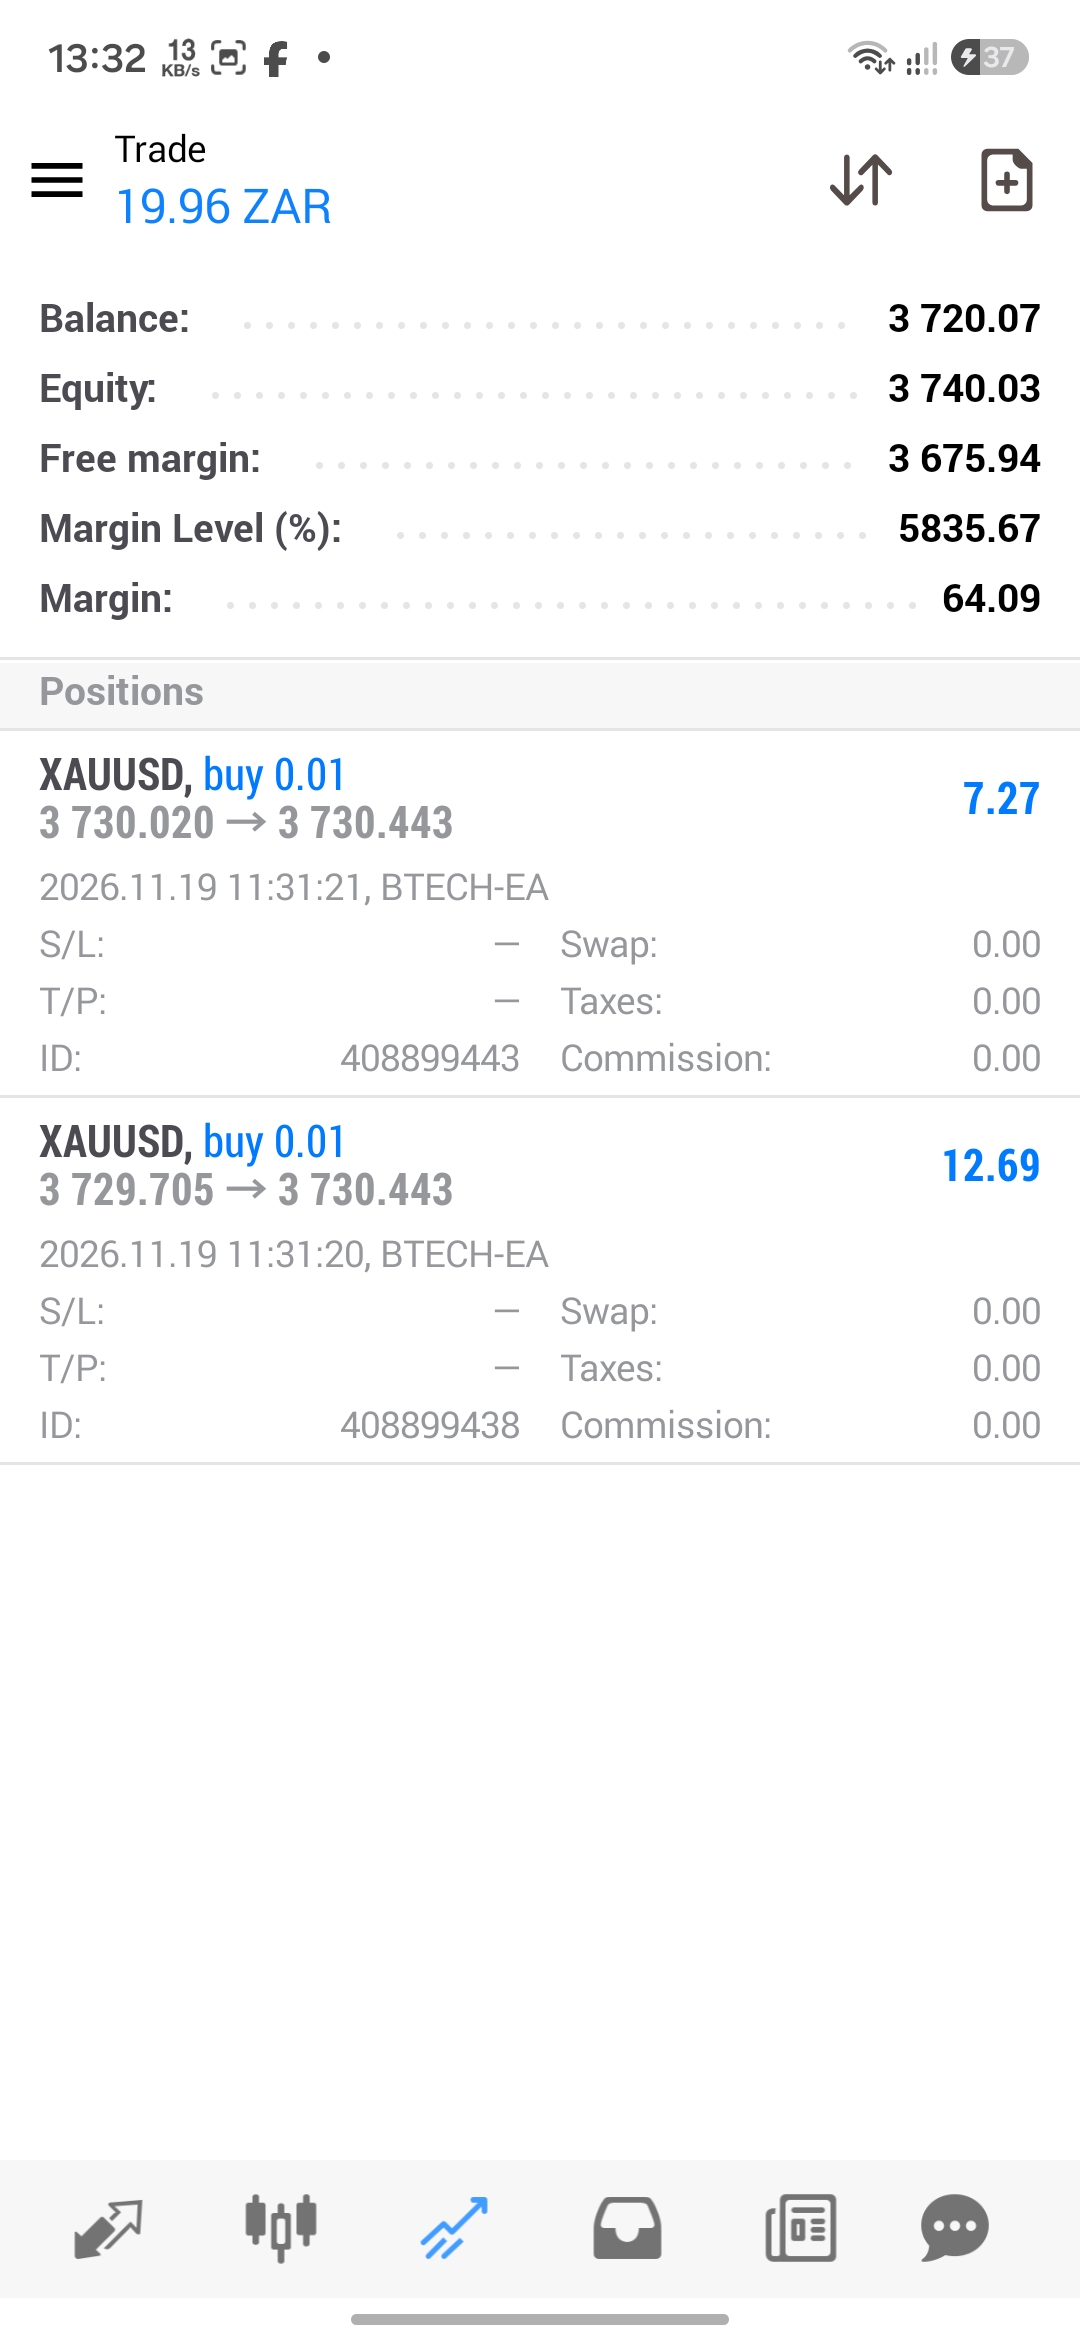 13:32 13 KB/s 37
Trade
19.96 ZAR
Balance: 3 720.07
Equity: 3 740.03
Free margin: 3 675.94
Margin Level (%): 5835.67
Margin: 64.09
Positions
XAUUSD, buy 0.01 7.27
3 730.020 → 3 730.443
2026.11.19 11:31:21, BTECH-EA
S/L: — Swap: 0.00
T/P: — Taxes: 0.00
ID: 408899443 Commission: 0.00
XAUUSD, buy 0.01 12.69
3 729.705 → 3 730.443
2026.11.19 11:31:20, BTECH-EA
S/L: — Swap: 0.00
T/P: — Taxes: 0.00
ID: 408899438 Commission: 0.00